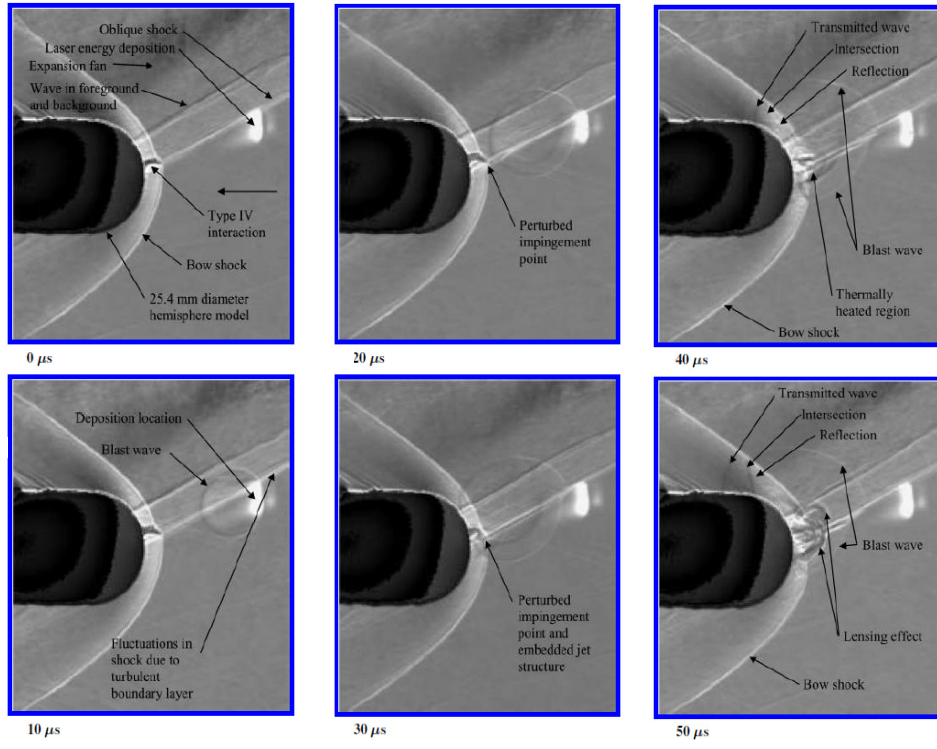 Oblique shock
Laser energy deposition
Expansion fan
Wave in foreground
and background
Type IV
interaction
Bow shock
25.4 mm diameter
hemisphere model
0 μs
Perturbed
impingement
point
20 μs
Transmitted wave
Intersection
Reflection
Blast wave
Thermally
heated region
Bow shock
40 μs
Deposition location
Blast wave
Fluctuations in
shock due to
turbulent
boundary layer
10 μs
Perturbed
impingement
point and
embedded jet
structure
30 μs
Transmitted wave
Intersection
Reflection
Blast wave
Lensing effect
Bow shock
50 μs